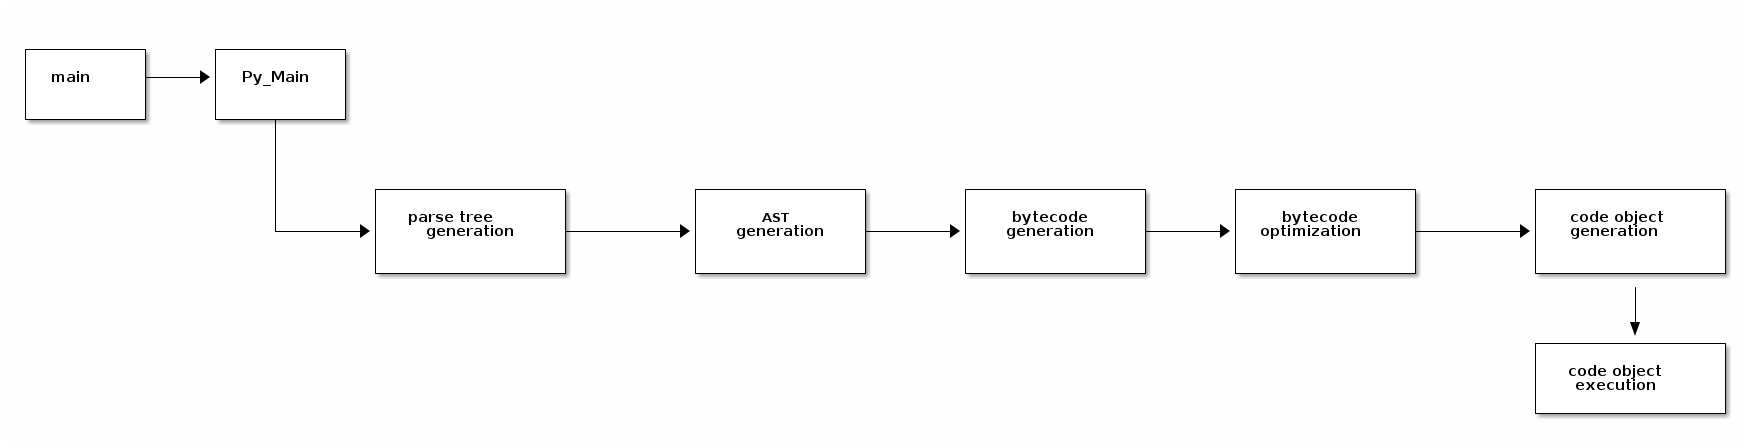 main
Py_Main
parse tree
generation
AST
generation
bytecode
generation
bytecode
optimization
code object
generation
code object
execution